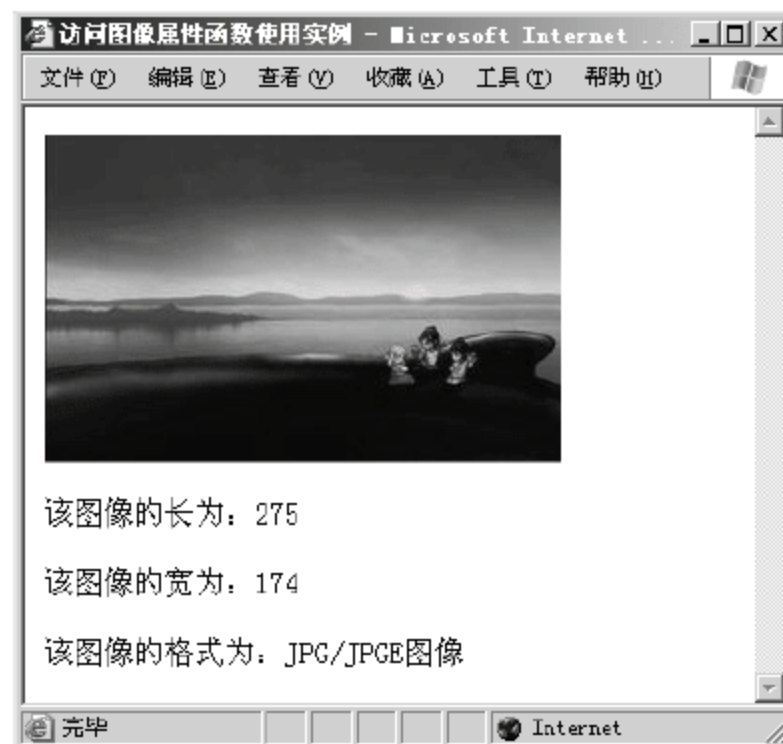 访问图像属性函数使用实例 - Microsoft Internet ...
文件(F) 编辑(E) 查看(V) 收藏(A) 工具(T) 帮助(H)
该图像的长为：275
该图像的宽为：174
该图像的格式为：JPG/JPGE图像
完毕 Internet